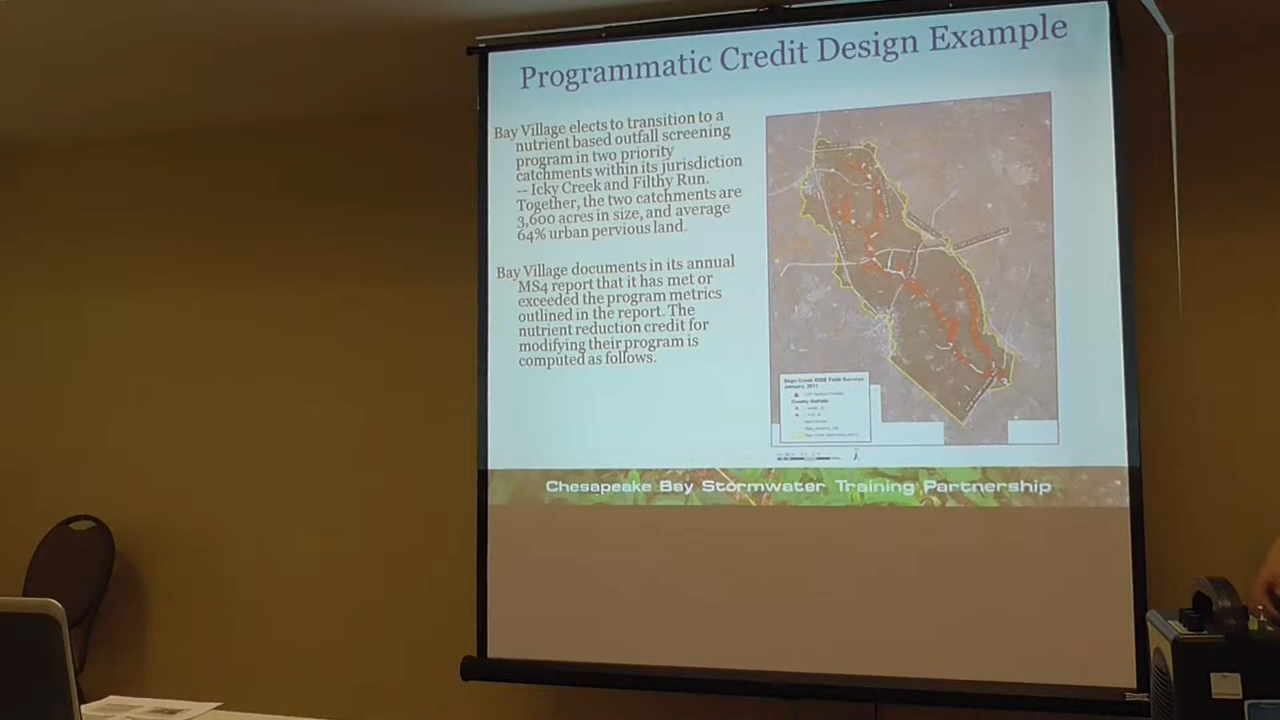 Programmatic Credit Design Example
Bay Village elects to transition to a
nutrient based outfall screening
program in two priority
catchments within its jurisdiction
-- Icky Creek and Filthy Run.
Together, the two catchments are
3,600 acres in size, and average
64% urban pervious land.
Bay Village documents in its annual
MS4 report that it has met or
exceeded the program metrics
outlined in the report. The
nutrient reduction credit for
modifying their program is
computed as follows.
January, 2011
County Outfalls
Chesapeake Bay Stormwater Training Partnership